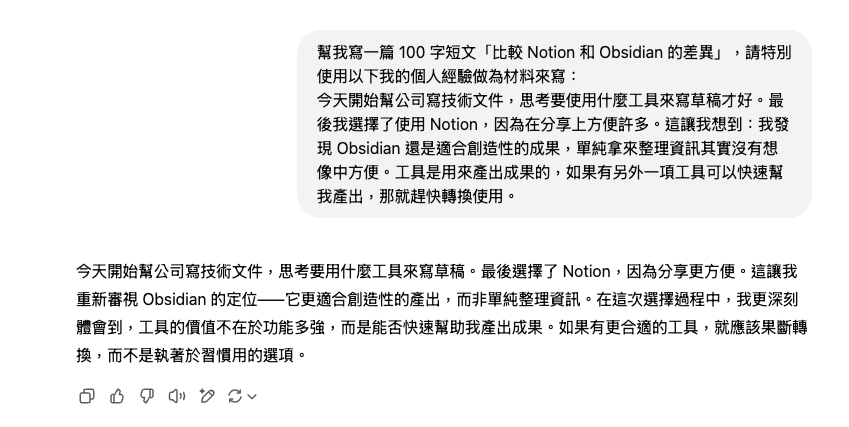 幫我寫一篇 100 字短文「比較 Notion 和 Obsidian 的差異」，請特別
使用以下我的個人經驗做為材料來寫：
今天開始幫公司寫技術文件，思考要使用什麼工具來寫草稿才好。最
後我選擇了使用 Notion，因為在分享上方便許多。這讓我想到：我發
現 Obsidian 還是適合創造性的成果，單純拿來整理資訊其實沒有想
像中方便。工具是用來產出成果的，如果有另外一項工具可以快速幫
我產出，那就趕快轉換使用。
今天開始幫公司寫技術文件，思考要用什麼工具來寫草稿。最後選擇了 Notion，因為分享更方便。這讓我
重新審視 Obsidian 的定位——它更適合創造性的產出，而非單純整理資訊。在這次選擇過程中，我更深刻
體會到，工具的價值不在於功能多強，而是能否快速幫助我產出成果。如果有更合適的工具，就應該果斷轉
換，而不是執著於習慣用的選項。